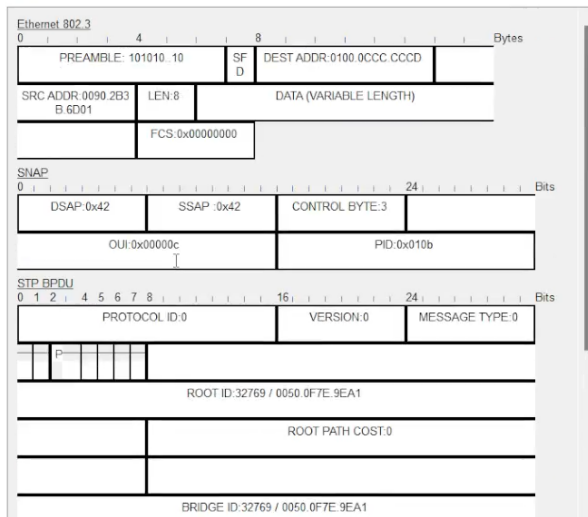 Ethernet 802.3
0 4 8 Bytes
PREAMBLE: 101010..10
SF
D
DEST ADDR:0100.0CCC.CCCD
SRC ADDR:0090.2B3
B.6D01
LEN:8
DATA (VARIABLE LENGTH)
FCS:0x00000000
SNAP
0 24 Bits
DSAP:0x42
SSAP :0x42
CONTROL BYTE:3
OUI:0x00000c
PID:0x010b
STP BPDU
0 1 2 4 5 6 7 8 16 24 Bits
PROTOCOL ID:0
VERSION:0
MESSAGE TYPE:0
P
ROOT ID:32769 / 0050.0F7E.9EA1
ROOT PATH COST:0
BRIDGE ID:32769 / 0050.0F7E.9EA1